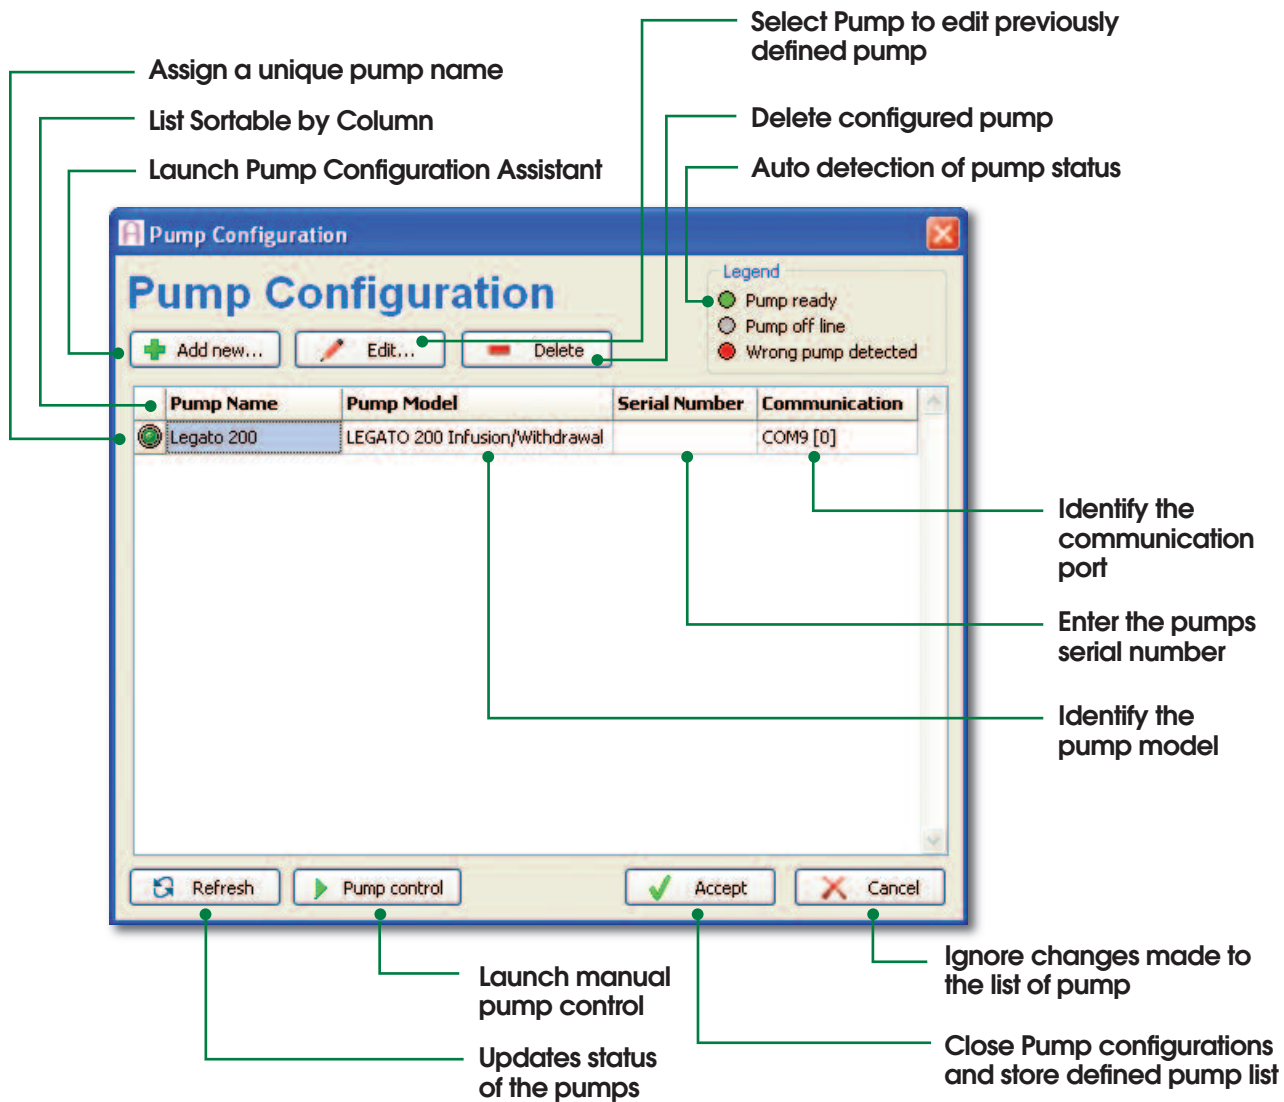 Select Pump to edit previously
defined pump
Assign a unique pump name
List Sortable by Column
Delete configured pump
Launch Pump Configuration Assistant
Auto detection of pump status
Pump Configuration
Pump Configuration
Legend
Pump ready
Pump off line
Wrong pump detected
Add new...
Edit...
Delete
Pump Name Pump Model Serial Number Communication
Legato 200 LEGATO 200 Infusion/Withdrawal COM9 [0]
Identify the
communication
port
Enter the pumps
serial number
Identify the
pump model
Refresh
Pump control
Accept
Cancel
Ignore changes made to
the list of pump
Launch manual
pump control
Close Pump configurations
and store defined pump list
Updates status
of the pumps